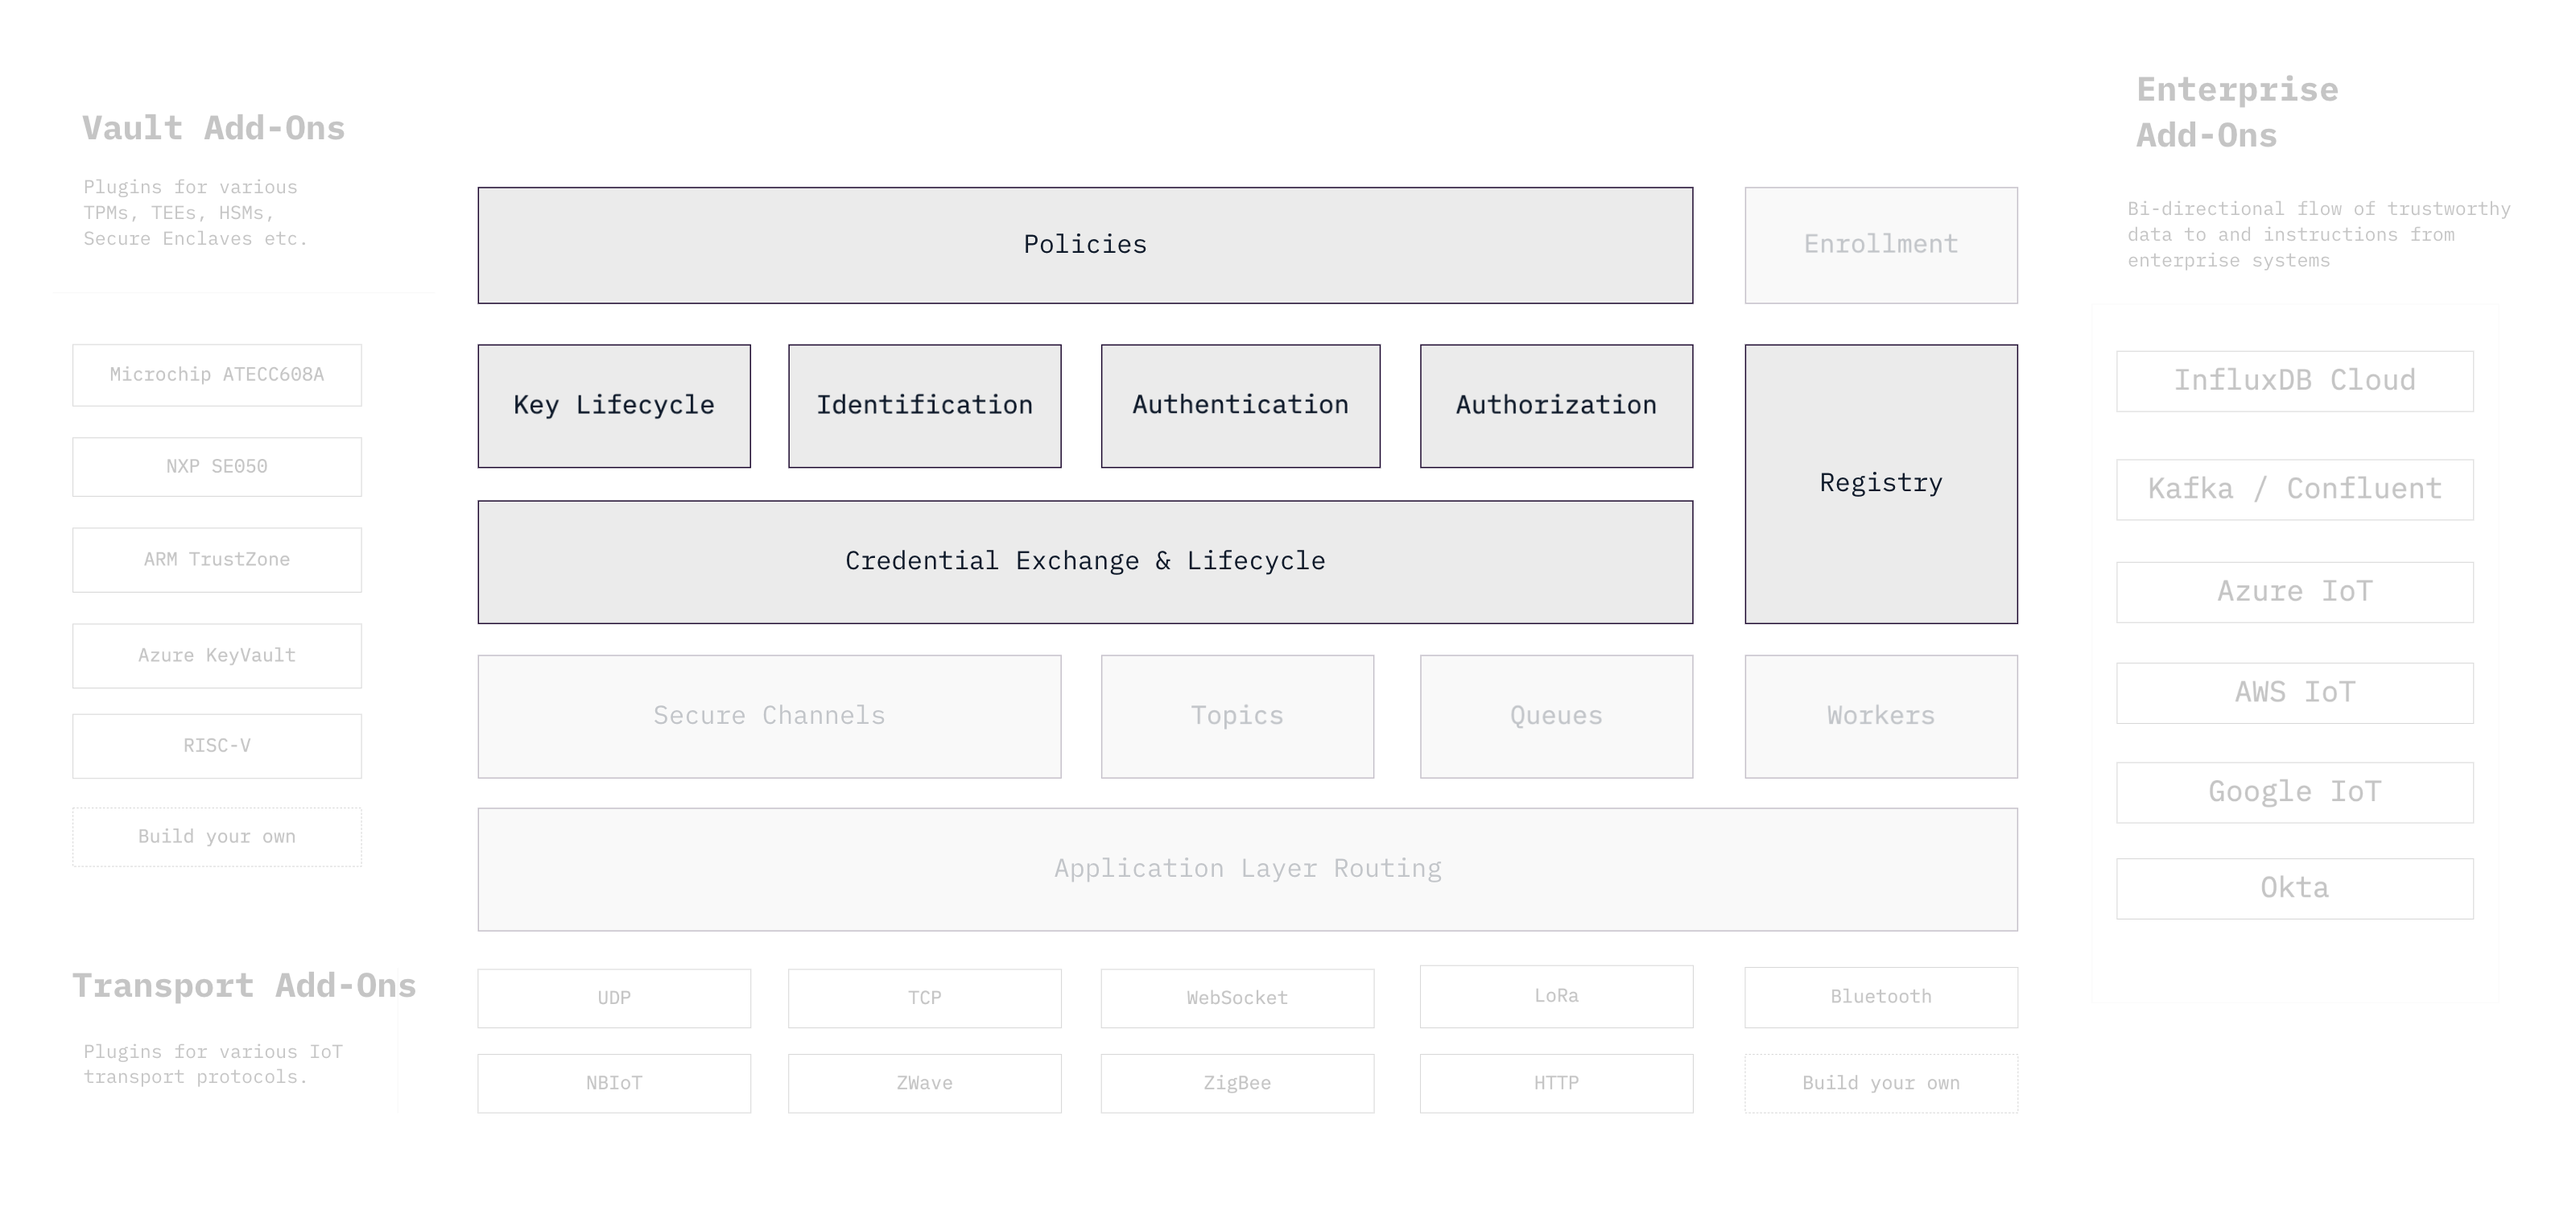 Vault Add-Ons
Plugins for various
TPMs, TEEs, HSMs,
Secure Enclaves etc.
Microchip ATECC608A
NXP SE050
ARM TrustZone
Azure KeyVault
RISC-V
Build your own
Policies
Enrollment
Key Lifecycle
Identification
Authentication
Authorization
Registry
Credential Exchange & Lifecycle
Secure Channels
Topics
Queues
Workers
Application Layer Routing
Enterprise
Add-Ons
Bi-directional flow of trustworthy
data to and instructions from
enterprise systems
InfluxDB Cloud
Kafka / Confluent
Azure IoT
AWS IoT
Google IoT
Okta
Transport Add-Ons
Plugins for various IoT
transport protocols.
UDP
TCP
WebSocket
LoRa
Bluetooth
NBIoT
ZWave
ZigBee
HTTP
Build your own